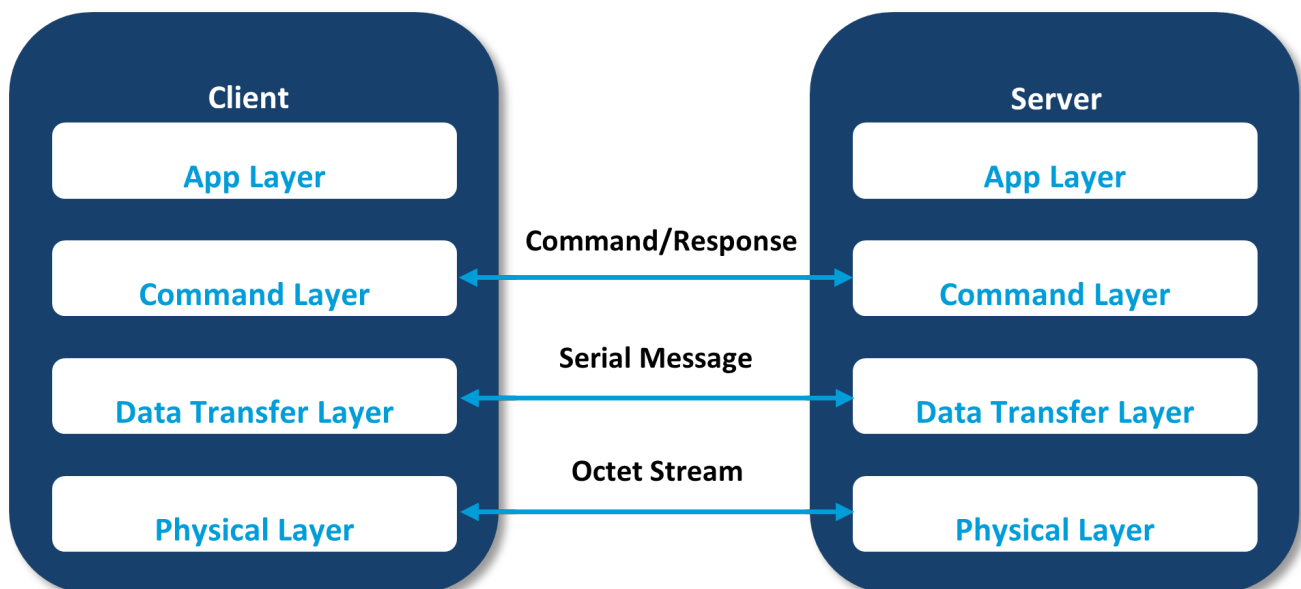 Client
App Layer
Command Layer
Data Transfer Layer
Physical Layer
Command/Response
Serial Message
Octet Stream
Server
App Layer
Command Layer
Data Transfer Layer
Physical Layer